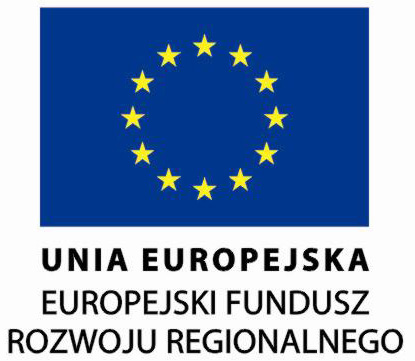 UNIA EUROPEJSKA
EUROPEJSKI FUNDUSZ
ROZWOJU REGIONALNEGO